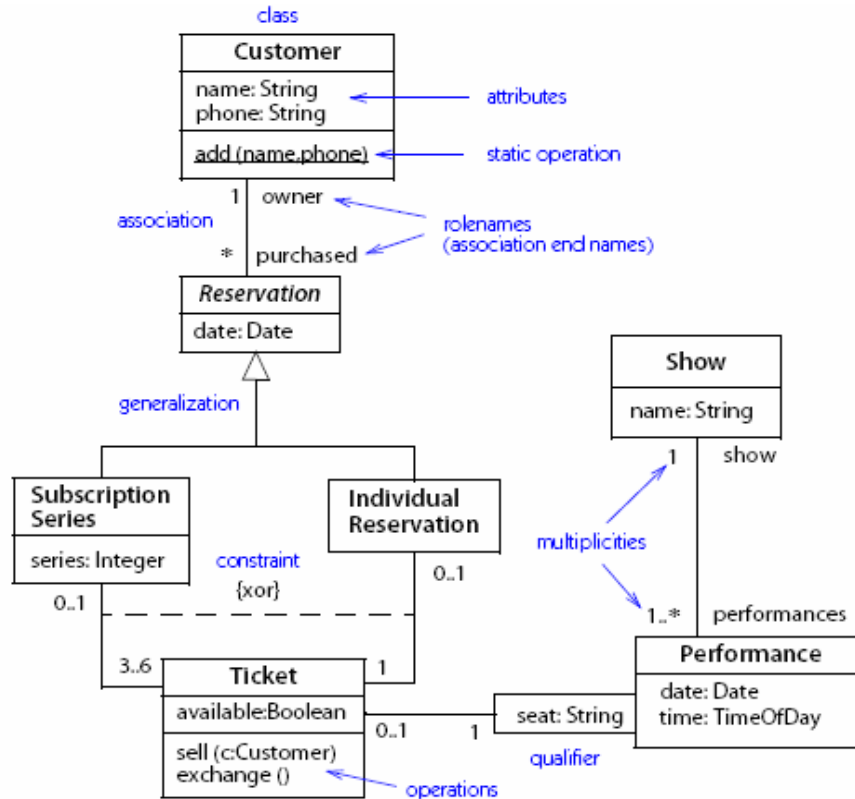 class
Customer
name: String
phone: String
attributes
add (name,phone)
static operation
1 owner
association
rolenames
(association end names)
* purchased
Reservation
date: Date
generalization
Show
name: String
1 show
Subscription
Series
series: Integer
Individual
Reservation
constraint
{xor}
multiplicities
0..1
0..1
1..* performances
3..6
1
Ticket
available:Boolean
sell (c:Customer)
exchange ()
operations
0..1
1
seat: String
qualifier
Performance
date: Date
time: TimeOfDay